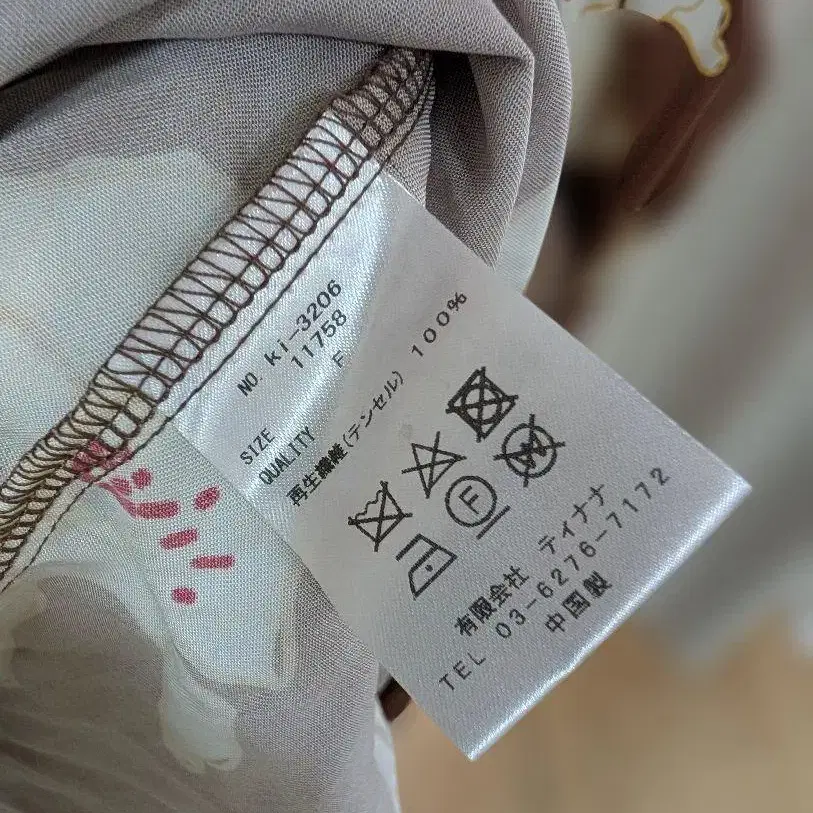 NO. ki-3206
11758
SIZE F
QUALITY
再生繊維(テンセル) 100%
F
有限会社 ティナナ
TEL 03-6276-7172
中国製